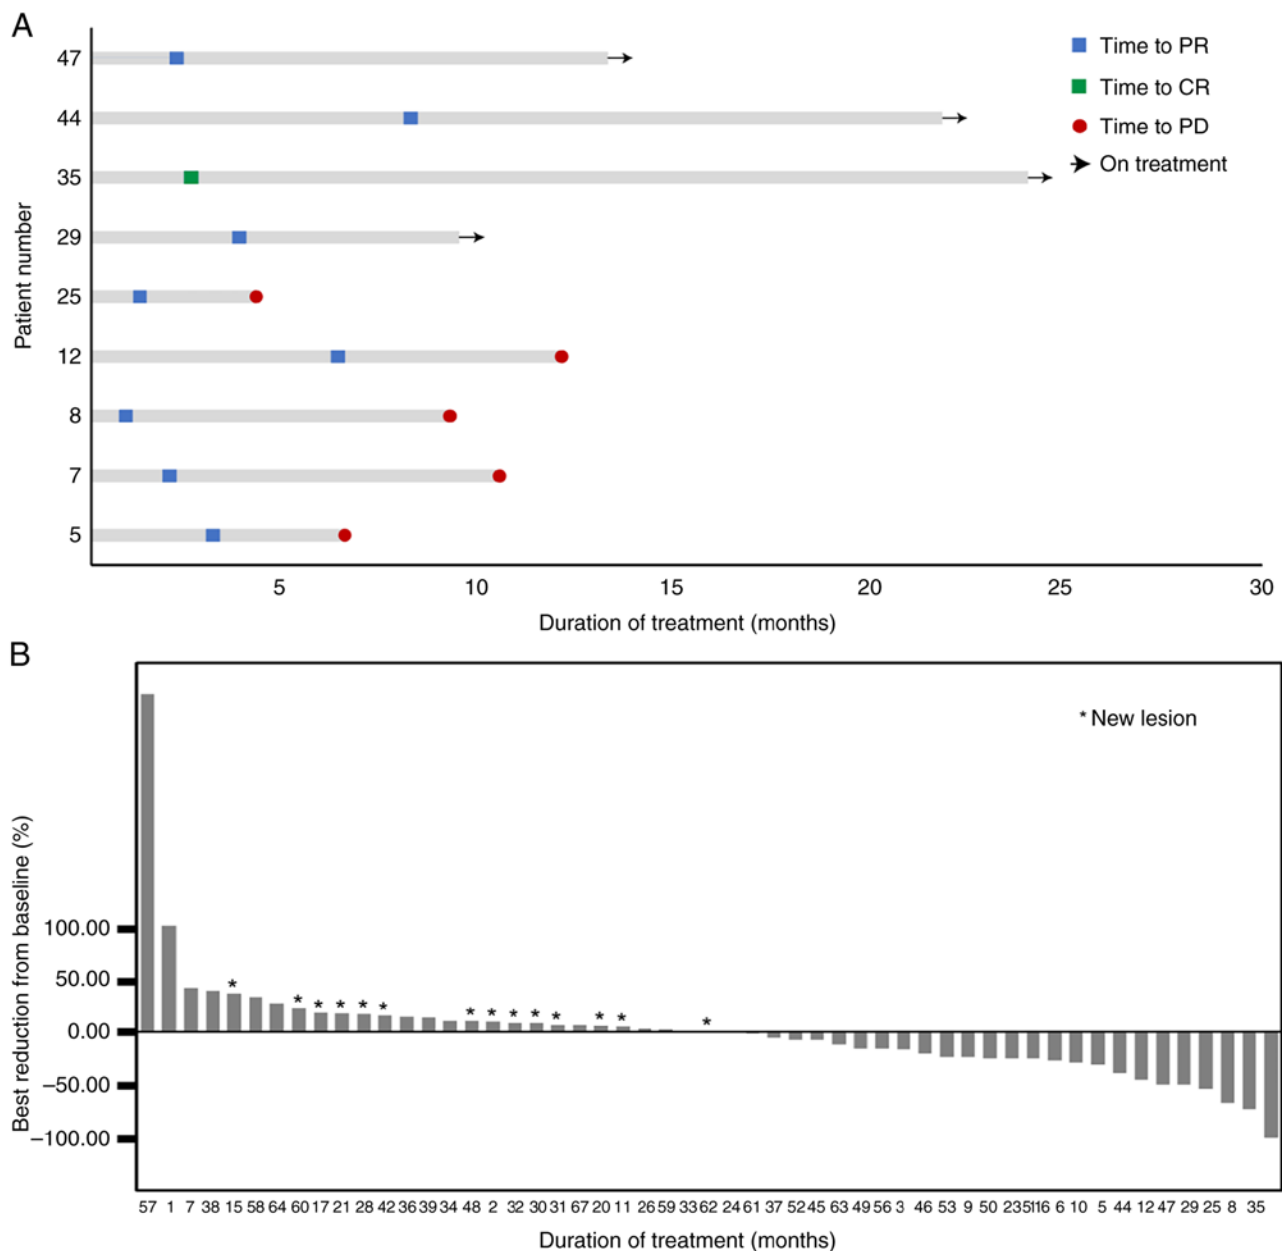 A
47
44
35
29
25
12
8
7
5
Patient number
Time to PR
Time to CR
Time to PD
On treatment
5 10 15 20 25 30
Duration of treatment (months)
B
* New lesion
Best reduction from baseline (%)
100.00
50.00
0.00
−50.00
−100.00
* * * * * * * * * * * * * *
57 1 7 38 15 58 64 60 17 21 28 42 36 39 34 48 2 32 30 31 67 20 11 26 59 33 62 24 61 37 52 45 63 49 56 3 46 53 9 50 23 51 16 6 10 5 44 12 47 29 25 8 35
Duration of treatment (months)